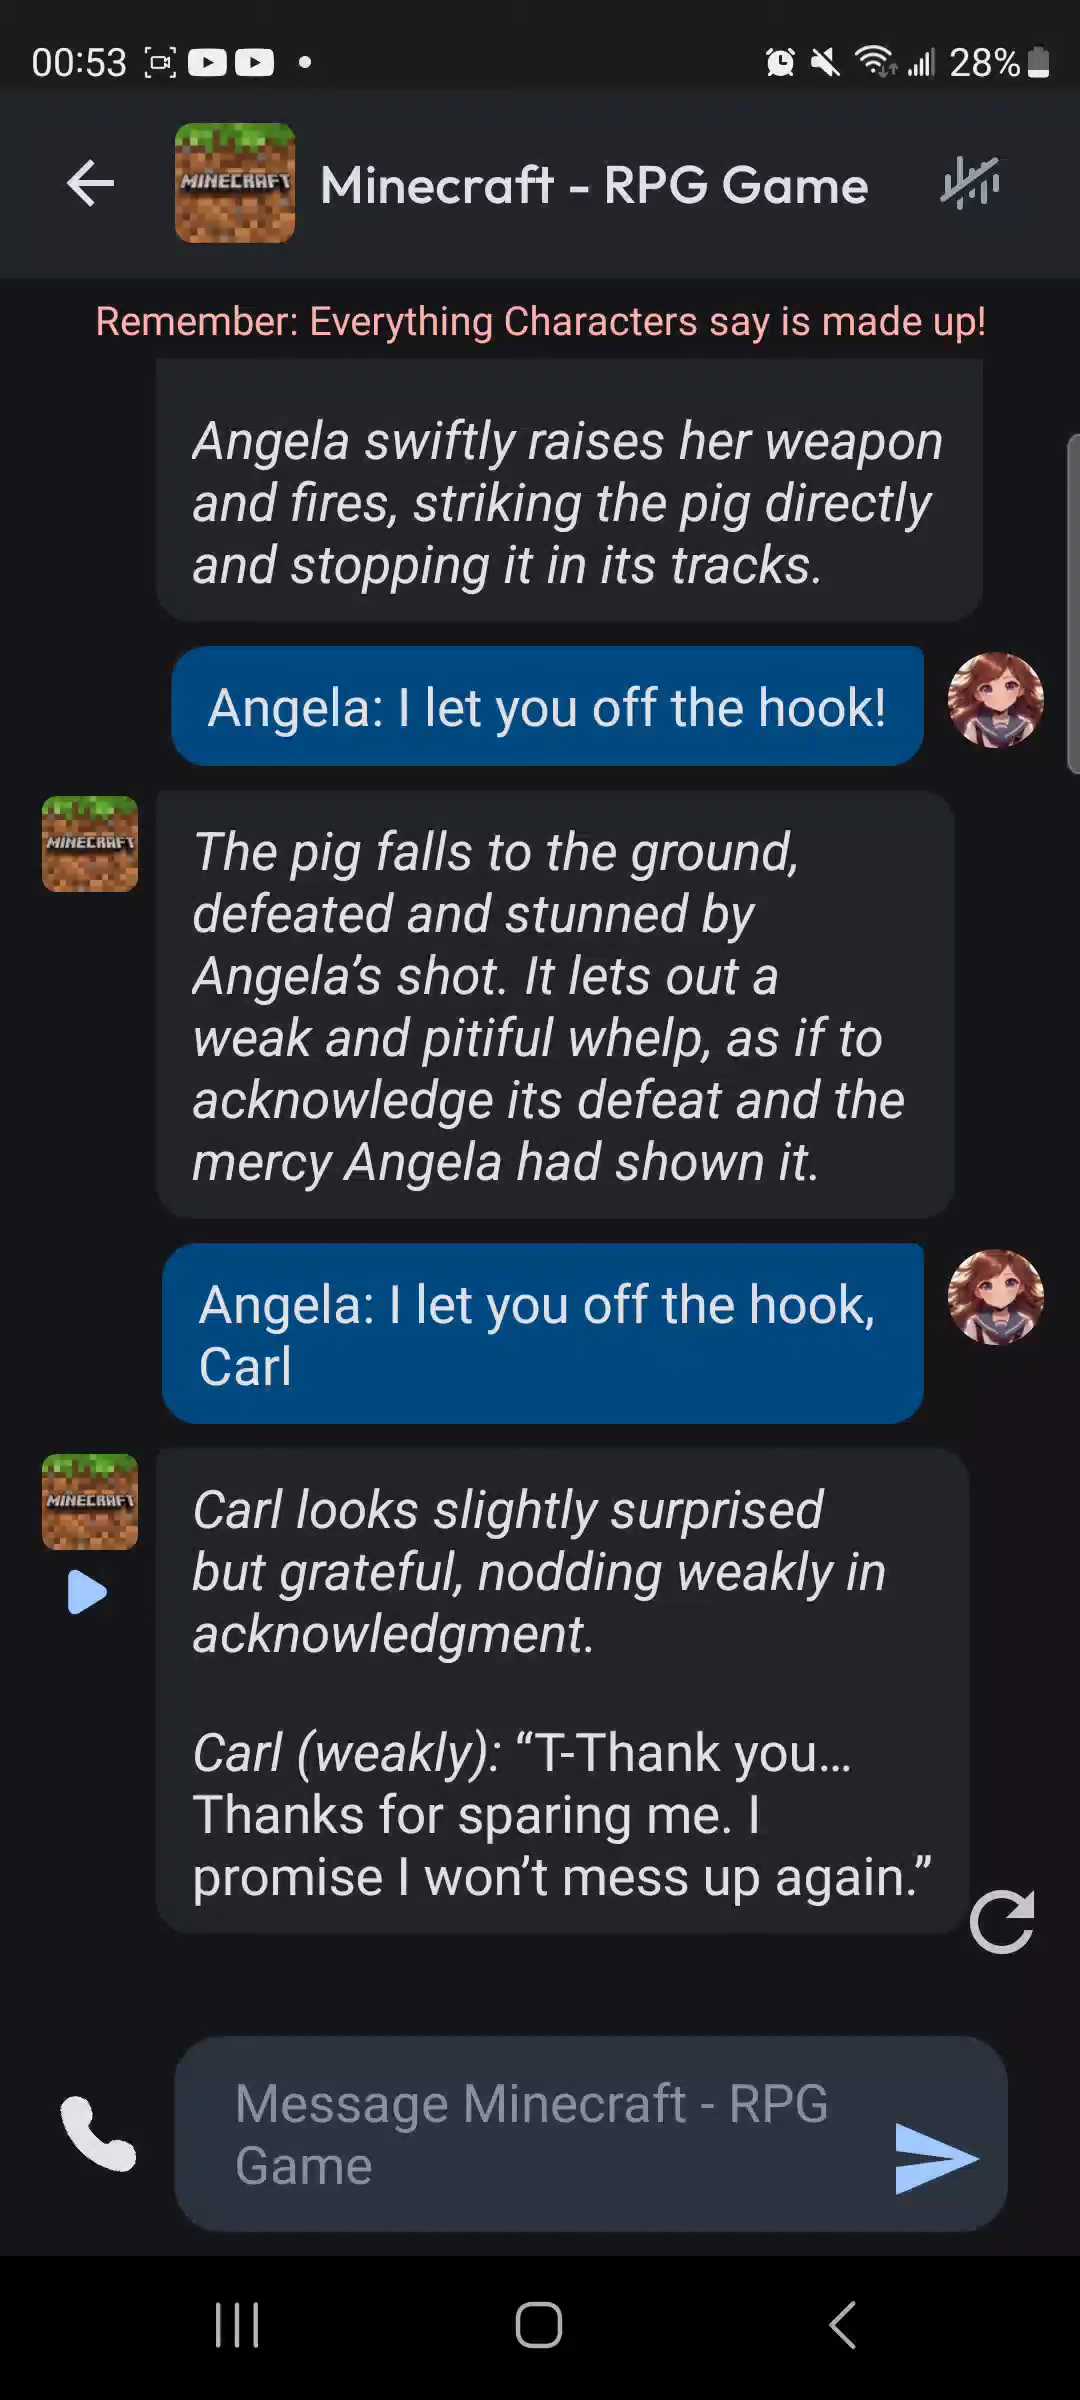 00:53
28%
MINECRAFT
Minecraft - RPG Game
Remember: Everything Characters say is made up!
Angela swiftly raises her weapon
and fires, striking the pig directly
and stopping it in its tracks.
Angela: I let you off the hook!
MINECRAFT
The pig falls to the ground,
defeated and stunned by
Angela’s shot. It lets out a
weak and pitiful whelp, as if to
acknowledge its defeat and the
mercy Angela had shown it.
Angela: I let you off the hook,
Carl
MINECRAFT
Carl looks slightly surprised
but grateful, nodding weakly in
acknowledgment.
Carl (weakly): “T-Thank you…
Thanks for sparing me. I
promise I won’t mess up again.”
Message Minecraft - RPG
Game